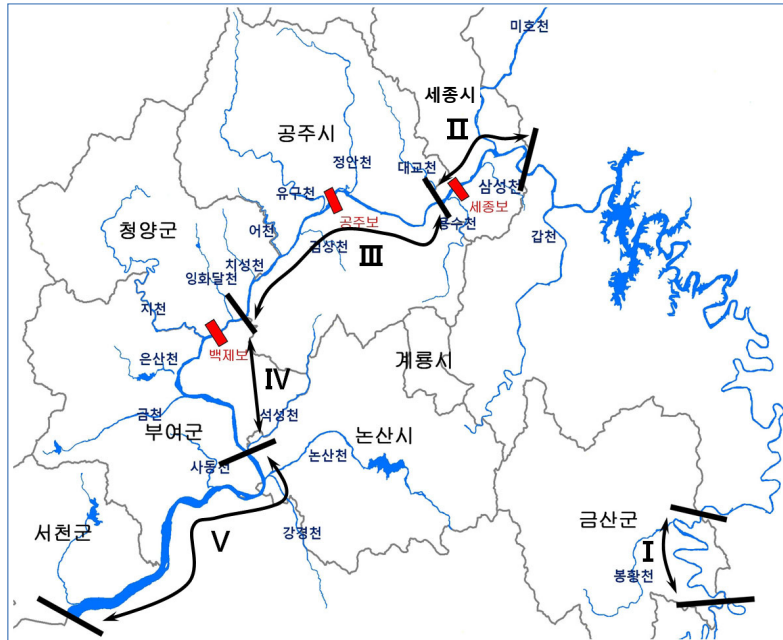 미호천
세종시
II
공주시
정안천
대교천
유구천
삼성천
세종보
공주보
어천
용수천
갑천
청양군
검상천
III
치성천
잉화달천
지천
백제보
은산천
계룡시
IV
금천
석성천
부여군
논산시
사동천
논산천
금산군
서천군
강경천
V
I
봉황천